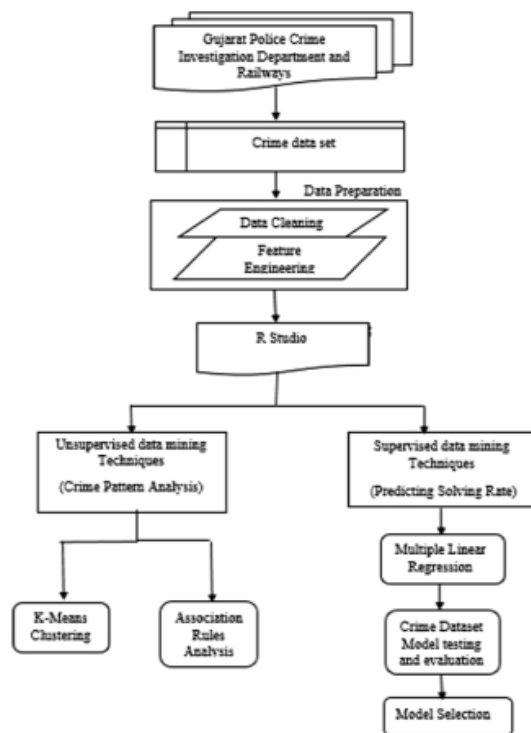 Gujarat Police Crime
Investigation Department and
Railways
Crime data set
Data Preparation
Data Cleaning
Feature
Engineering
R Studio
Unsupervised data mining
Techniques
(Crime Pattern Analysis)
Supervised data mining
Techniques
(Predicting Solving Rate)
K-Means
Clustering
Association
Rules
Analysis
Multiple Linear
Regression
Crime Dataset
Model testing
and evaluation
Model Selection